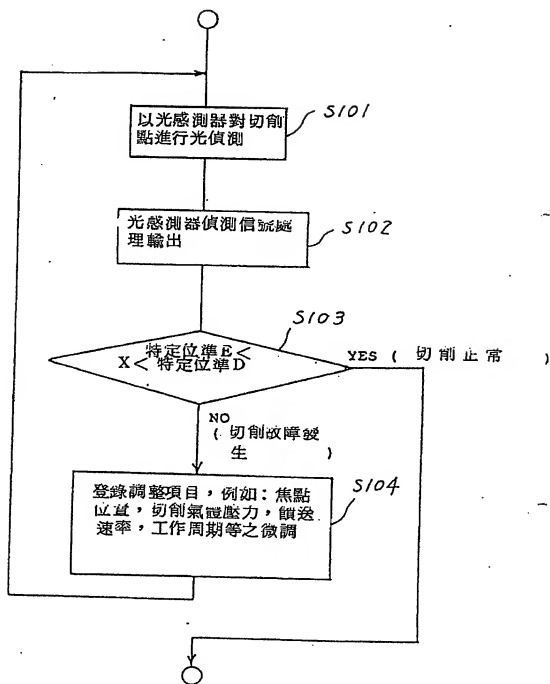 以光感測器對切削
點進行光偵測
S101
光感測器偵測信號處
理輸出
S102
S103
特定位準E<
X< 特定位準D
YES ( 切削正常 )
NO
( 切削故障發
生 )
登錄調整項目,例如:焦點
位置,切削氣體壓力,饋送
速率,工作周期等之微調
S104